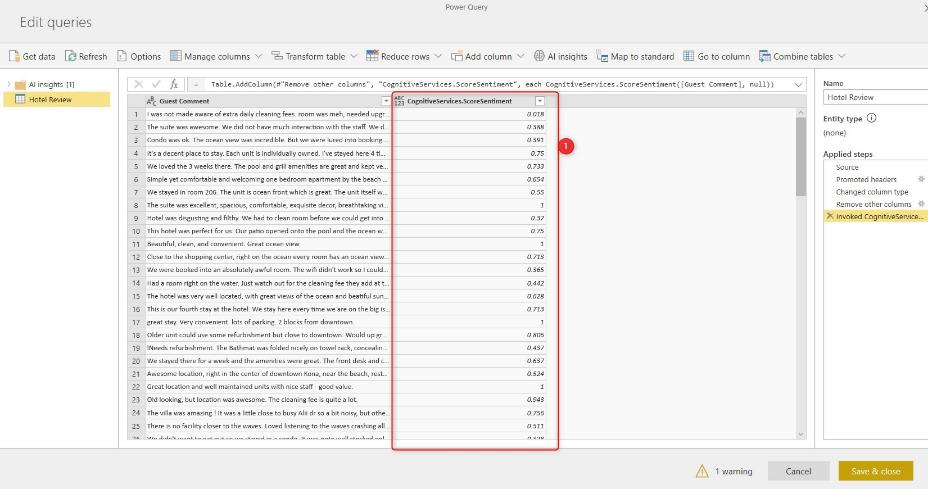 Power Query
Edit queries
Get data Refresh Options Manage columns Transform table Reduce rows Add column AI insights Map to standard Go to column Combine tables
AI insights [1]
Hotel Review
fx = Table.AddColumn(#"Remove other columns", "CognitiveServices.ScoreSentiment", each CognitiveServices.ScoreSentiment([Guest Comment], null))
ABC Guest Comment ABC 123 CognitiveServices.ScoreSentiment
1 I was not made aware of extra daily cleaning fees. room was meh, needed upgr... 0.018
2 The suite was awesome. We did not have much interaction with the staff. We d... 0.588
3 Condo was ok. The ocean view was incredible. But we were lured into booking... 0.591
4 It's a decent place to stay. Each unit is individually owned. I've stayed here 4 ti... 0.75
5 We loved the 3 weeks there. The pool and grill amenities are great and kept ve... 0.733
6 Simple yet comfortable and welcoming one bedroom apartment by the beach ... 0.654
7 We stayed in room 206. The unit is ocean front which is great. The unit itself w... 0.55
8 The suite was excellent, spacious, comfortable, exquisite decor, breathtaking vi... 1
9 Hotel was disgusting and filthy. We had to clean room before we could get into ... 0.37
10 This hotel was perfect for us. Our patio opened onto the pool and the ocean w... 0.75
11 Beautiful, clean, and convenient. Great ocean view 1
12 Close to the shopping center, right on the ocean every room has an ocean view... 0.713
13 We were booked into an absolutely awful room. The wifi didn't work so I could... 0.365
14 Had a room right on the water. Just watch out for the cleaning fee they add at t... 0.442
15 The hotel was very well located, with great views of the ocean and beatiful sun... 0.628
16 This is our fourth stay at the hotel. We stay here every time we are on the big is... 0.713
17 great stay. Very convenient. lots of parking. 2 blocks from downtown. 1
18 Older unit could use some refurbishment but close to downtown. Would up gr... 0.805
19 !Needs refurbishment. The Bathmat was folded nicely on towel rack, concealin... 0.437
20 We stayed there for a week and the amenities were great. The front desk and c... 0.637
21 Awesome location, right in the center of downtown Kona, near the beach, rest... 0.524
22 Great location and well maintained units with nice staff - good value. 1
23 Old looking, but location was awesome. The cleaning fee is quite a lot. 0.943
24 The villa was amazing ! It was a little close to busy Alii dr so a bit noisy, but othe... 0.755
25 There is no facility closer to the waves. Loved listening to the waves crashing all... 0.511
1
Name
Hotel Review
Entity type
(none)
Applied steps
Source
Promoted headers
Changed column type
Remove other columns
Invoked CognitiveService...
1 warning Cancel Save & close